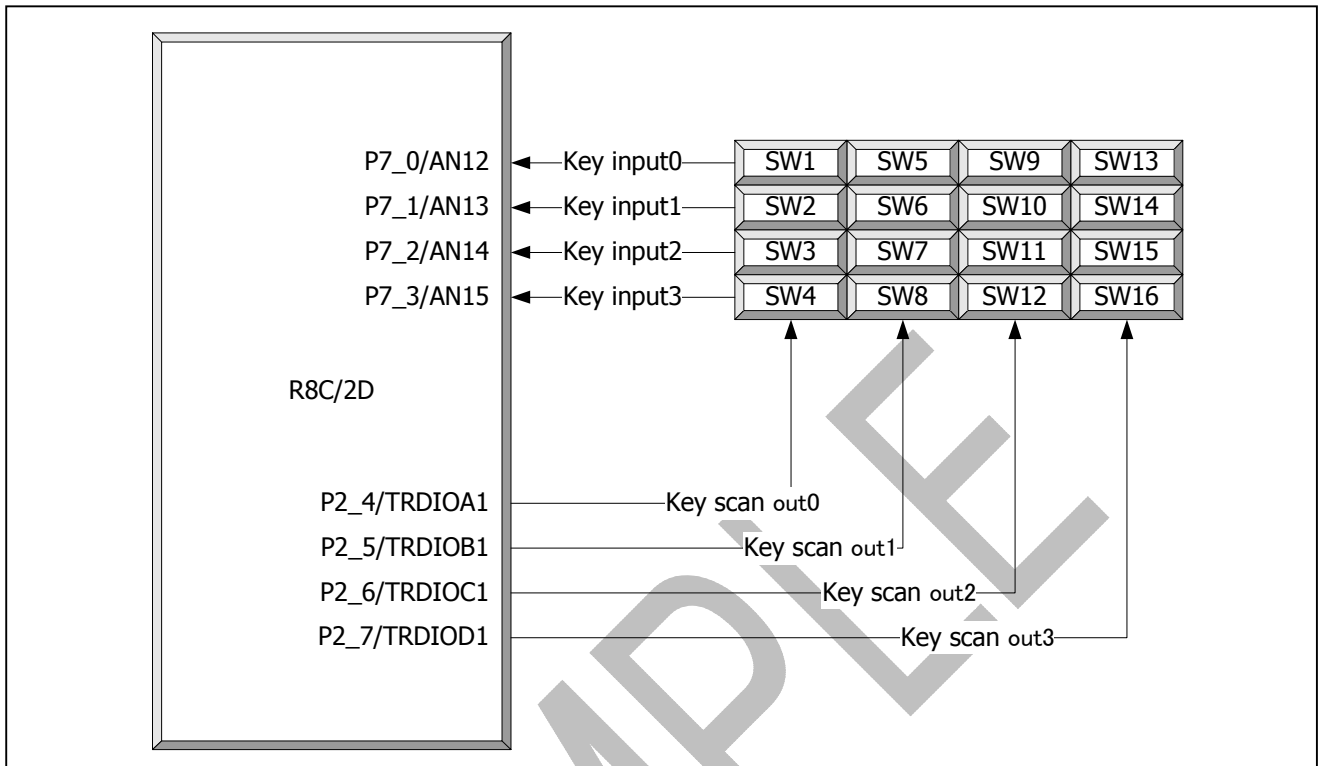 P7_0/AN12 Key input0 SW1 SW5 SW9 SW13
P7_1/AN13 Key input1 SW2 SW6 SW10 SW14
P7_2/AN14 Key input2 SW3 SW7 SW11 SW15
P7_3/AN15 Key input3 SW4 SW8 SW12 SW16
R8C/2D
P2_4/TRDIOA1 Key scan out0
P2_5/TRDIOB1 Key scan out1
P2_6/TRDIOC1 Key scan out2
P2_7/TRDIOD1 Key scan out3
MPLE